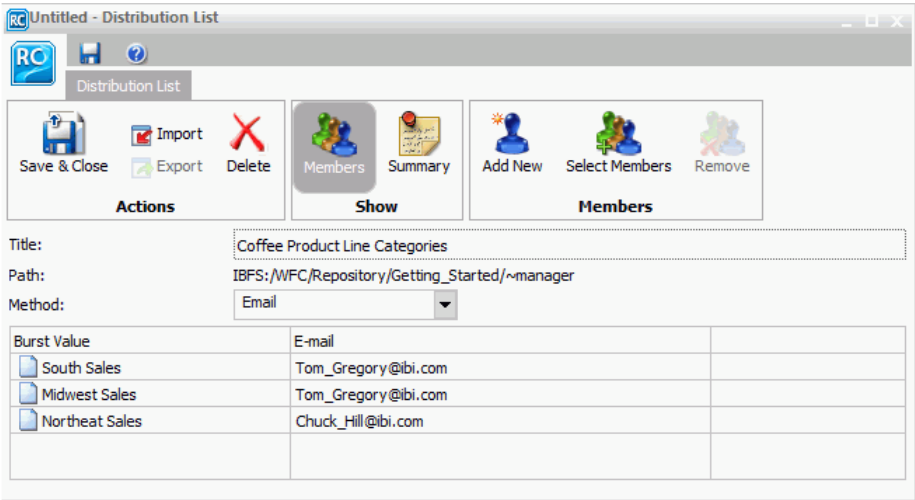 RC Untitled - Distribution List
RC
Distribution List
Save & Close Import Export Delete
Actions
Members Summary
Show
Add New Select Members Remove
Members
Title: Coffee Product Line Categories
Path: IBFS:/WFC/Repository/Getting_Started/~manager
Method: Email
Burst Value E-mail
South Sales Tom_Gregory@ibi.com
Midwest Sales Tom_Gregory@ibi.com
Northeat Sales Chuck_Hill@ibi.com